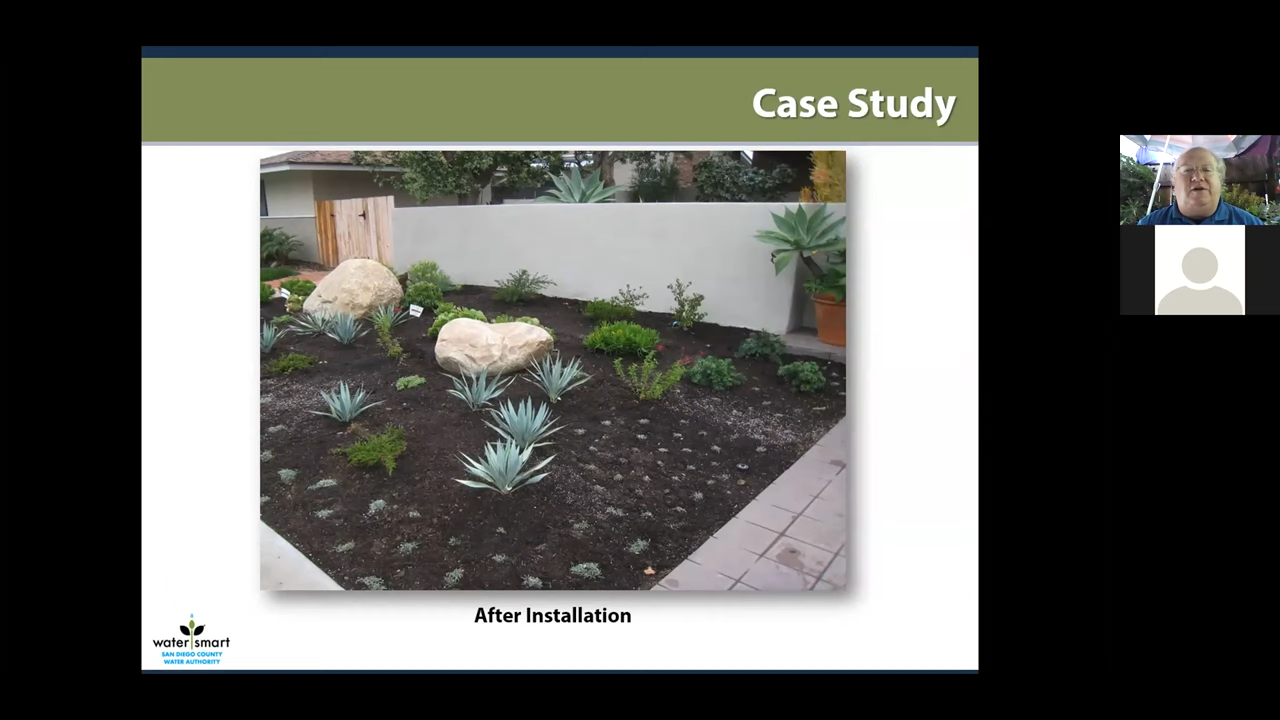 Case Study
After Installation
water smart
SAN DIEGO COUNTY
WATER AUTHORITY